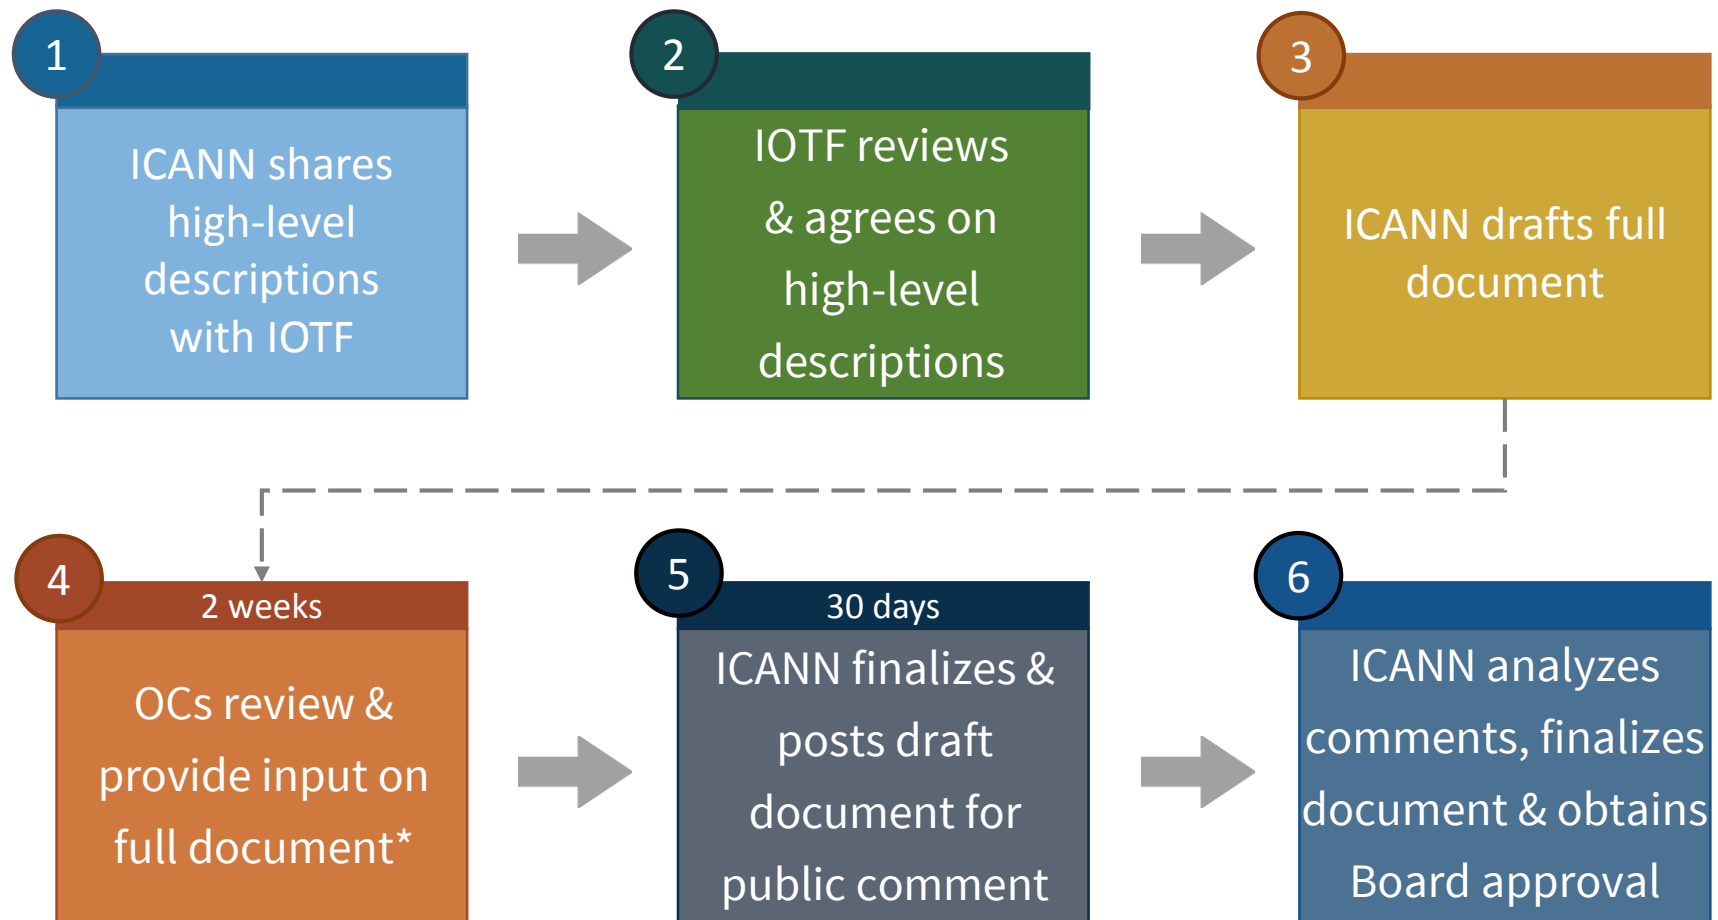 1
ICANN shares
high-level
descriptions
with IOTF
2
IOTF reviews
& agrees on
high-level
descriptions
3
ICANN drafts full
document
4
2 weeks
OCs review &
provide input on
full document*
5
30 days
ICANN finalizes &
posts draft
document for
public comment
6
ICANN analyzes
comments, finalizes
document & obtains
Board approval